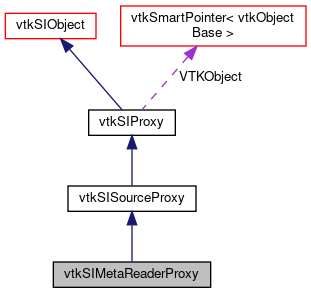 vtkSIObject
vtkSmartPointer< vtkObject
Base >
VTKObject
vtkSIProxy
vtkSISourceProxy
vtkSIMetaReaderProxy